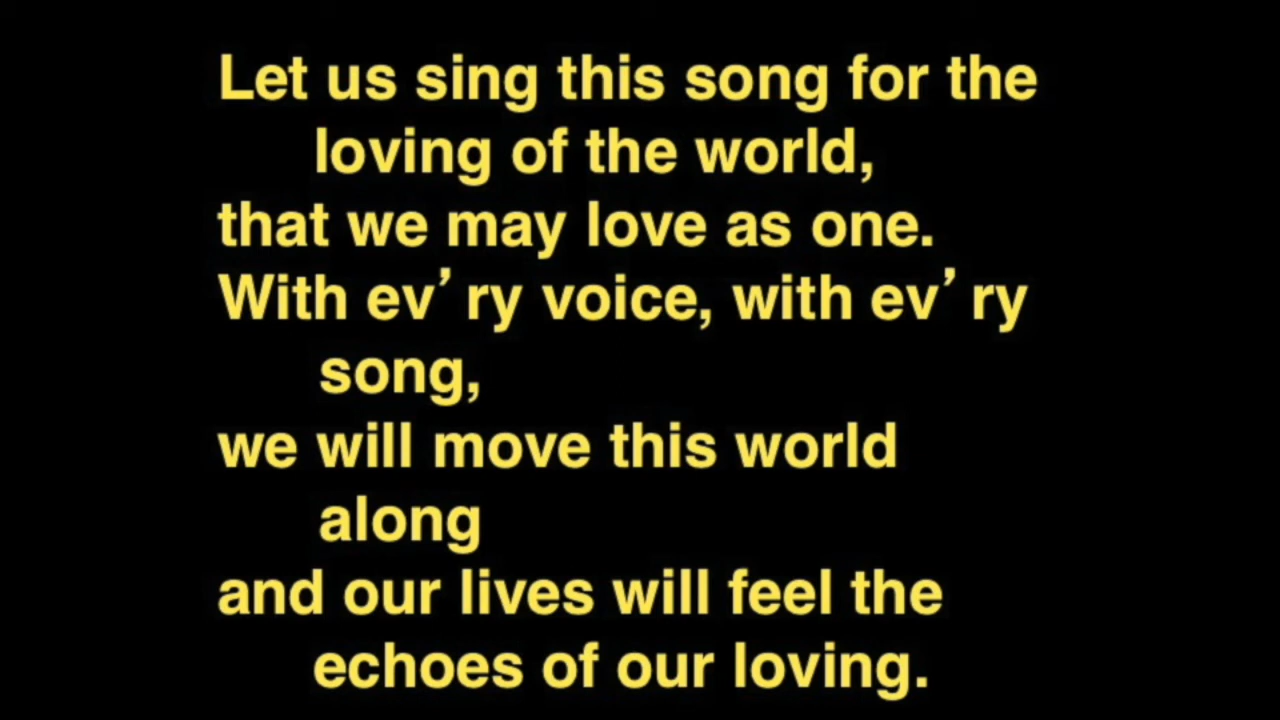 Let us sing this song for the
loving of the world,
that we may love as one.
With ev’ry voice, with ev’ry
song,
we will move this world
along
and our lives will feel the
echoes of our loving.